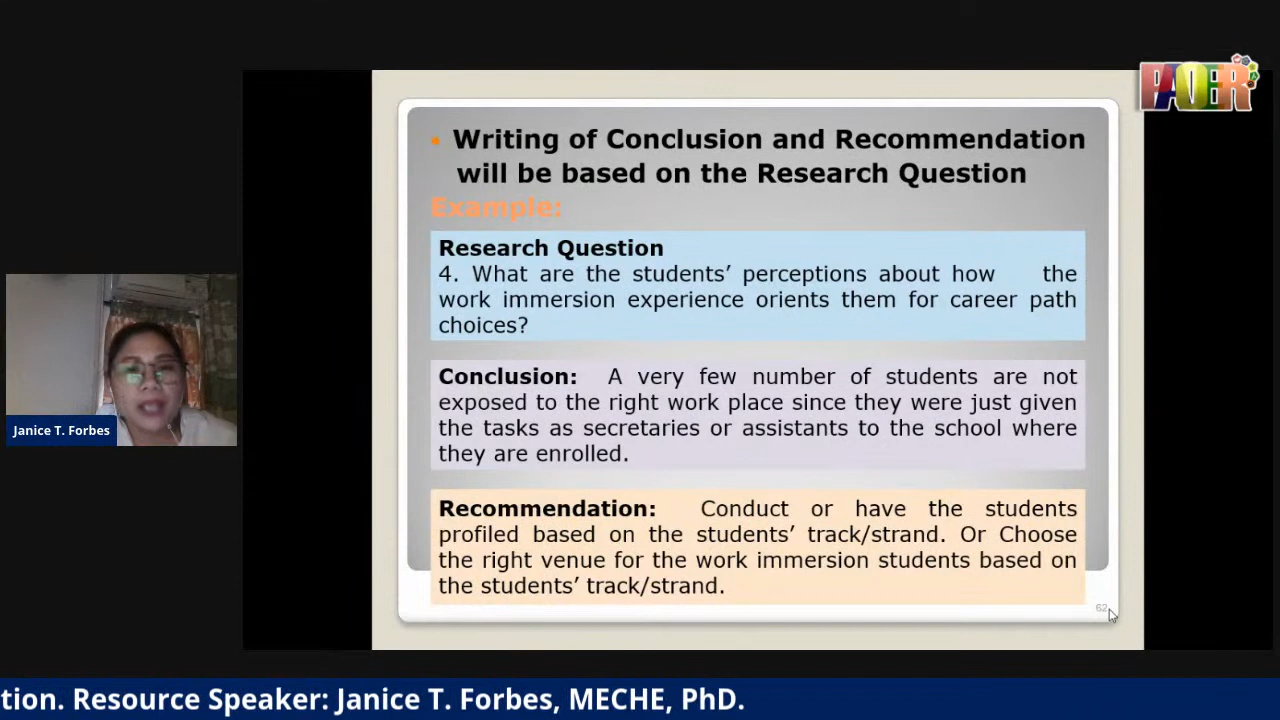 PAOER
Writing of Conclusion and Recommendation
will be based on the Research Question
Example:
Research Question
4. What are the students’ perceptions about how the
work immersion experience orients them for career path
choices?
Conclusion: A very few number of students are not
exposed to the right work place since they were just given
the tasks as secretaries or assistants to the school where
they are enrolled.
Recommendation: Conduct or have the students
profiled based on the students’ track/strand. Or Choose
the right venue for the work immersion students based on
the students’ track/strand.
62
Janice T. Forbes
tion. Resource Speaker: Janice T. Forbes, MECHE, PhD.